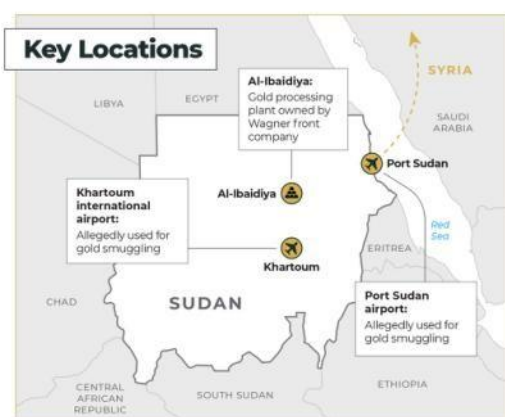 Key Locations
SYRIA
LIBYA
EGYPT
SAUDI
ARABIA
Al-Ibaidiya:
Gold processing
plant owned by
Wagner front
company
Port Sudan
Khartoum
international
airport:
Allegedly used for
gold smuggling
Al-Ibaidiya
Khartoum
Red
Sea
ERITREA
CHAD
SUDAN
Port Sudan
airport:
Allegedly used for
gold smuggling
CENTRAL
AFRICAN
REPUBLIC
SOUTH SUDAN
ETHIOPIA